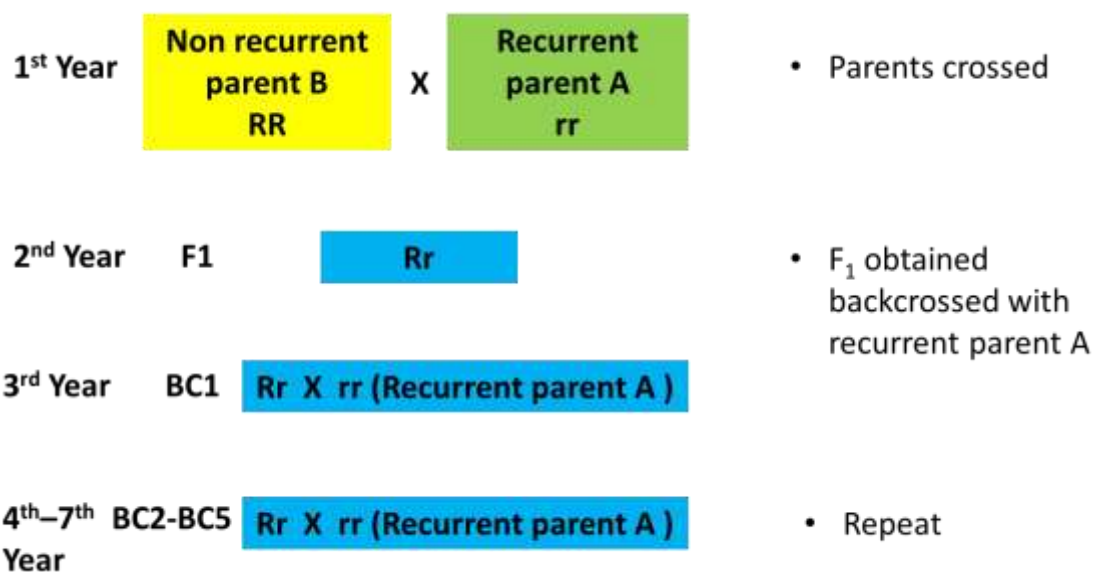 1st Year
Non recurrent
parent B
RR
X
Recurrent
parent A
rr
• Parents crossed
2nd Year F1 Rr
• F1 obtained
backcrossed with
recurrent parent A
3rd Year BC1 Rr X rr (Recurrent parent A )
4th–7th BC2-BC5
Year
Rr X rr (Recurrent parent A )
• Repeat